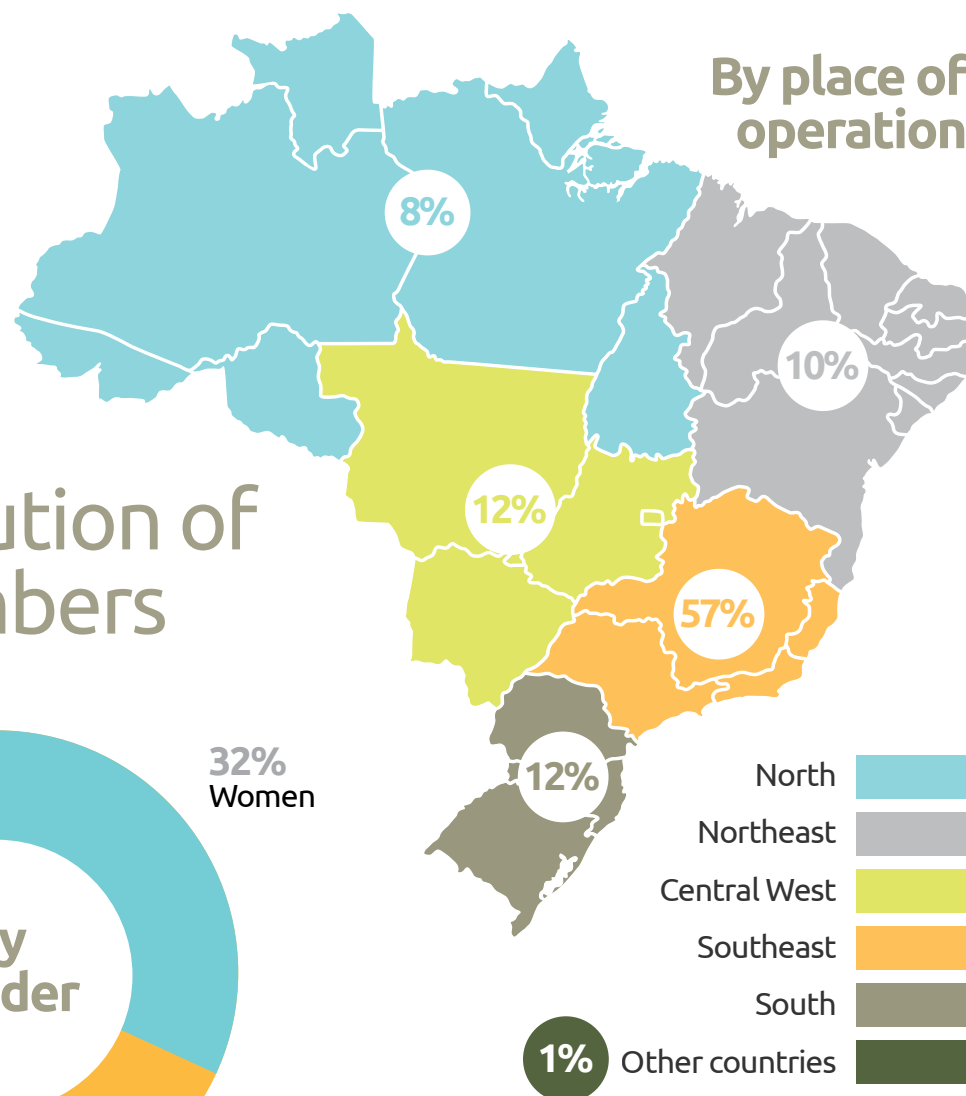 By place of
operation
8%
10%
12%
57%
12%
ution of
mbers
32%
Women
y
der
North
Northeast
Central West
Southeast
South
1% Other countries